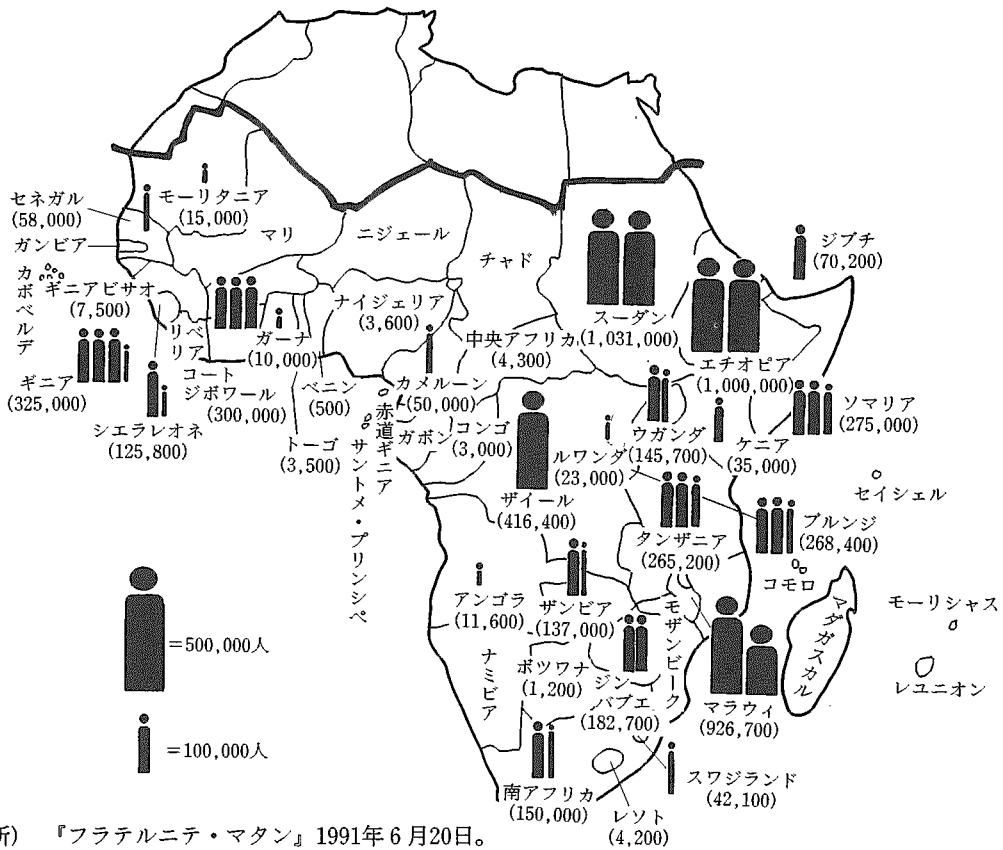 セネガル
(58,000)
ガンビア
カボベルデ
モーリタニア
(15,000)
マリ
ニジェール
チャド
スーダン
(1,031,000)
ジブチ
(70,200)
エチオピア
(1,000,000)
ソマリア
(275,000)
ギニアビサオ
(7,500)
ギニア
(325,000)
シエラレオネ
(125,800)
リベリア
コート
ジボワール
(300,000)
ガーナ
(10,000)
トーゴ
(3,500)
ベニン
(500)
ナイジェリア
(3,600)
カメルーン
(50,000)
中央アフリカ
(4,300)
赤道ギニア
サントメ・プリンシペ
ガボン
コンゴ
(3,000)
ザイール
(416,400)
ルワンダ
(23,000)
ウガンダ
(145,700)
ケニア
(35,000)
タンザニア
(265,200)
ブルンジ
(268,400)
セイシェル
コモロ
アンゴラ
(11,600)
ザンビア
(137,000)
モザンビーク
マラウィ
(926,700)
マダガスカル
モーリシャス
レユニオン
ナミビア
ボツワナ
(1,200)
ジン
バブエ
(182,700)
南アフリカ
(150,000)
レソト
(4,200)
スワジランド
(42,100)
=500,000人
=100,000人
所) 『フラテルニテ・マタン』1991年6月20日。